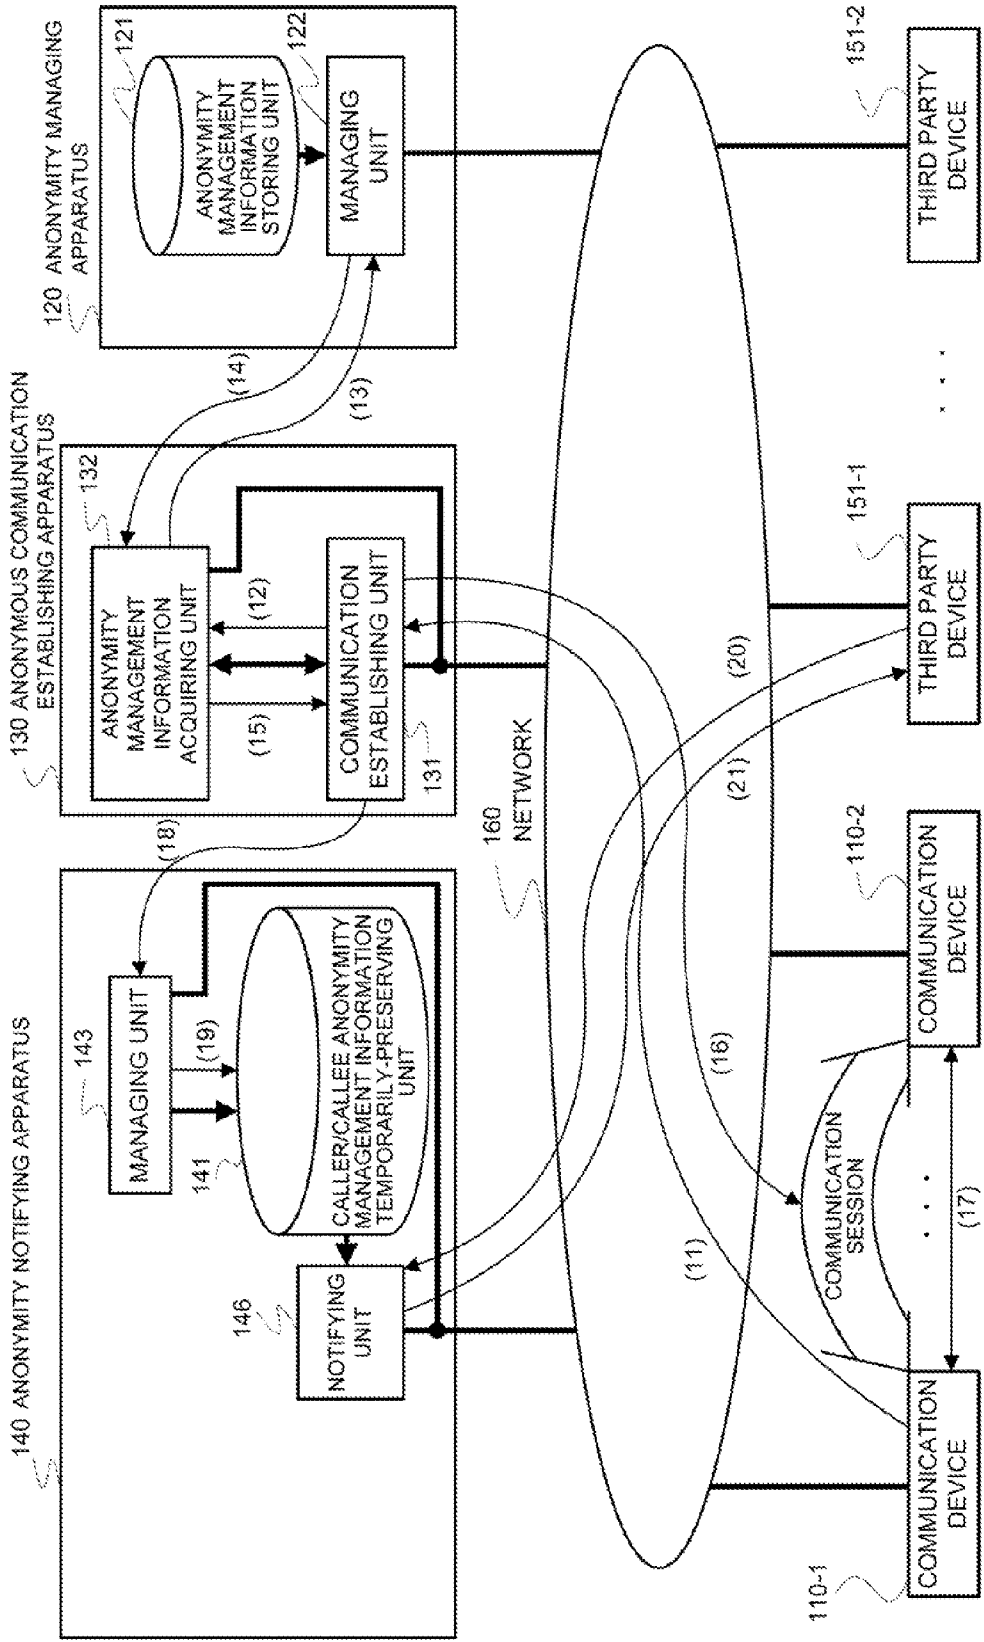 140 ANONYMITY NOTIFYING APPARATUS
143
MANAGING UNIT
(19)
141
CALLER/CALLEE ANONYMITY
MANAGEMENT INFORMATION
TEMPORARILY-PRESERVING
UNIT
146
NOTIFYING
UNIT
(18)
130 ANONYMOUS COMMUNICATION
ESTABLISHING APPARATUS
132
ANONYMITY
MANAGEMENT
INFORMATION
ACQUIRING UNIT
(15)
(12)
COMMUNICATION
ESTABLISHING UNIT
131
(14)
(13)
120 ANONYMITY MANAGING
APPARATUS
121
ANONYMITY
MANAGEMENT
INFORMATION
STORING UNIT
122
MANAGING
UNIT
160
NETWORK
(11)
(16)
(21)
(20)
COMMUNICATION
SESSION
(17)
110-1
COMMUNICATION
DEVICE
. . .
110-2
COMMUNICATION
DEVICE
151-1
THIRD PARTY
DEVICE
. . .
151-2
THIRD PARTY
DEVICE